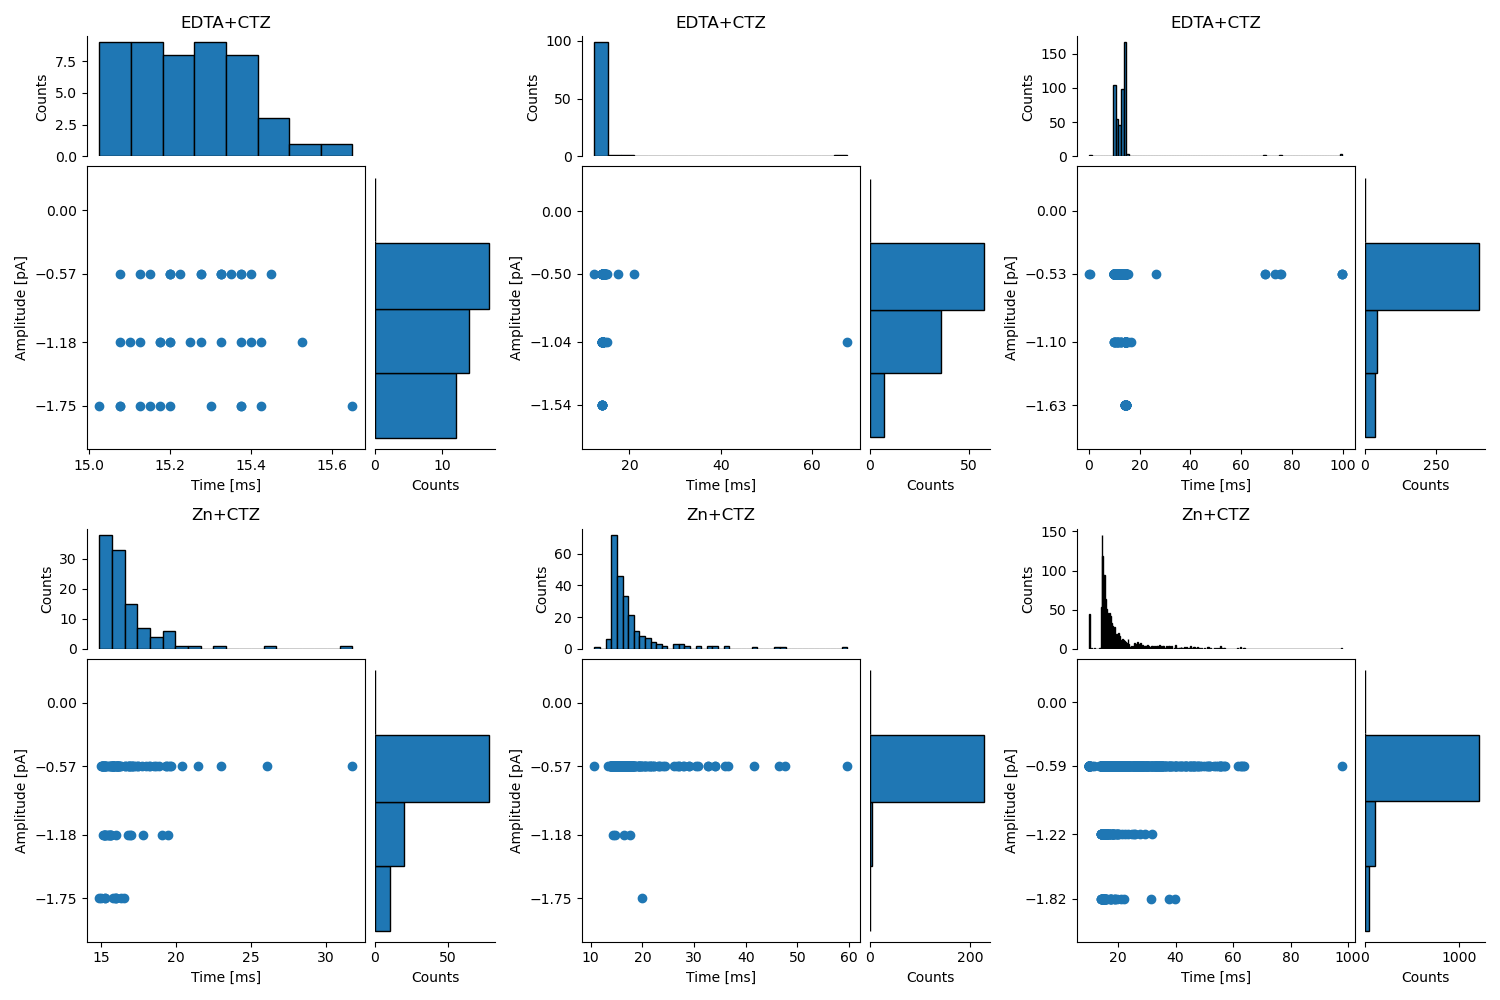 EDTA+CTZ
EDTA+CTZ
EDTA+CTZ
Counts
7.5
5.0
2.5
0.0
Counts
100
50
0
Counts
150
100
50
0
Amplitude [pA]
0.00
−0.57
−1.18
−1.75
15.0 15.2 15.4 15.6
Time [ms]
0 10
Counts
Amplitude [pA]
0.00
−0.50
−1.04
−1.54
20 40 60
Time [ms]
0 50
Counts
Amplitude [pA]
0.00
−0.53
−1.10
−1.63
0 20 40 60 80 100
Time [ms]
0 250
Counts
Zn+CTZ
Zn+CTZ
Zn+CTZ
Counts
30
20
10
0
Counts
60
40
20
0
Counts
150
100
50
0
Amplitude [pA]
0.00
−0.57
−1.18
−1.75
15 20 25 30
Time [ms]
0 50
Counts
Amplitude [pA]
0.00
−0.57
−1.18
−1.75
10 20 30 40 50 60
Time [ms]
0 200
Counts
Amplitude [pA]
0.00
−0.59
−1.22
−1.82
20 40 60 80 100
Time [ms]
0 1000
Counts